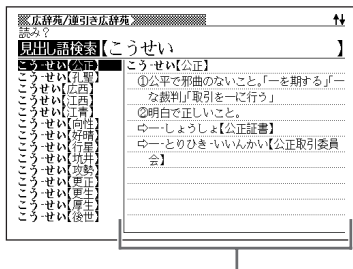 広辞苑/逆引き広辞苑
読み?
見出し語検索【こうせい 】
こう‐せい【公正】
こう‐せい【孔聖】
こう‐せい【広西】
こう‐せい【江西】
こう‐せい【江青】
こう‐せい【向性】
こう‐せい【好晴】
こう‐せい【行星】
こう‐せい【坑井】
こう‐せい【攻勢】
こう‐せい【更正】
こう‐せい【更生】
こう‐せい【厚生】
こう‐せい【後世】
こう‐せい【公正】
①公平で邪曲のないこと。「―を期する」「―
な裁判」「取引を―に行う」
②明白で正しいこと。
⇨―‐しょうしょ【公正証書】
⇨―‐とりひき‐いいんかい【公正取引委員
会】